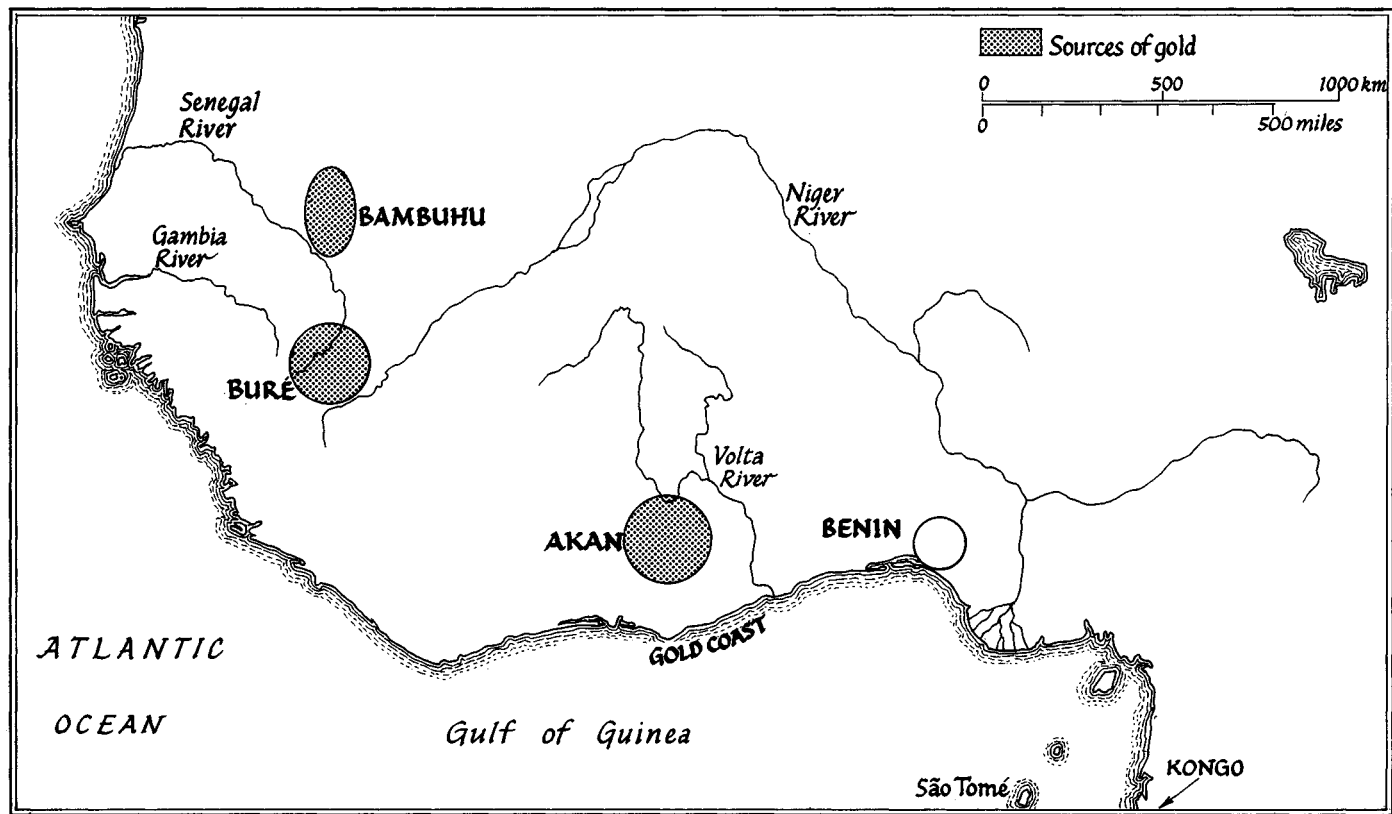 Sources of gold
0 500 1000 km
0 500 miles
Senegal
River
BAMBUHU
Niger
River
Gambia
River
BURÉ
Volta
River
AKAN
BENIN
GOLD COAST
ATLANTIC
OCEAN
Gulf of Guinea
São Tomé
KONGO